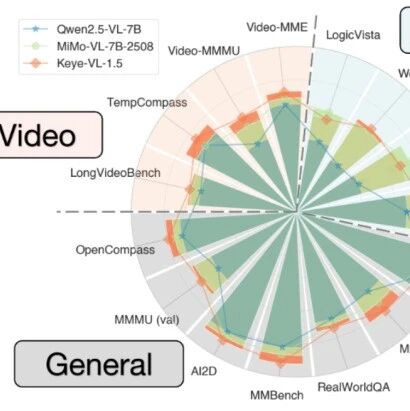 Qwen2.5-VL-7B
MiMo-VL-7B-2508
Keye-VL-1.5
Video-MME
LogicVista
Video-MMMU
TempCompass
Video
LongVideoBench
OpenCompass
MMMU (val)
General
AI2D
MMBench
RealWorldQA